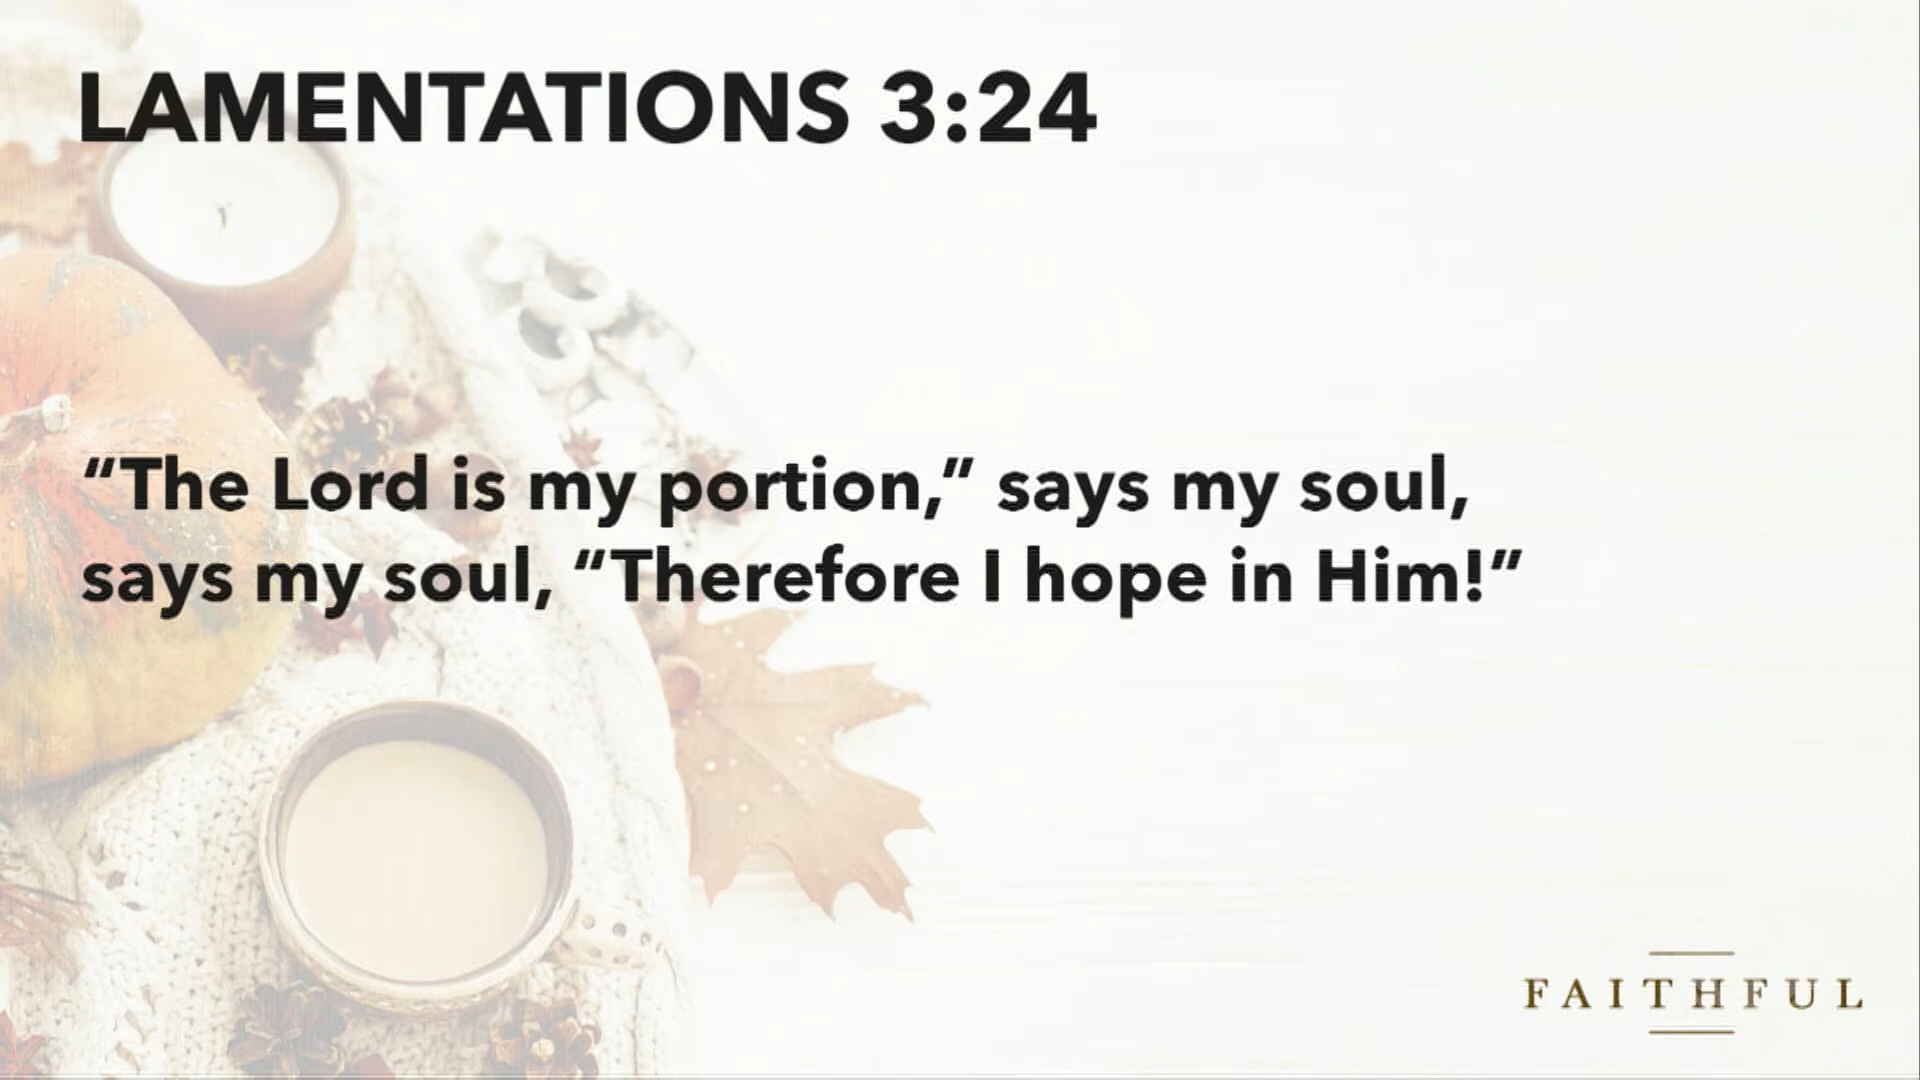 LAMENTATIONS 3:24
“The Lord is my portion,” says my soul,
says my soul, “Therefore I hope in Him!”
FAITHFUL